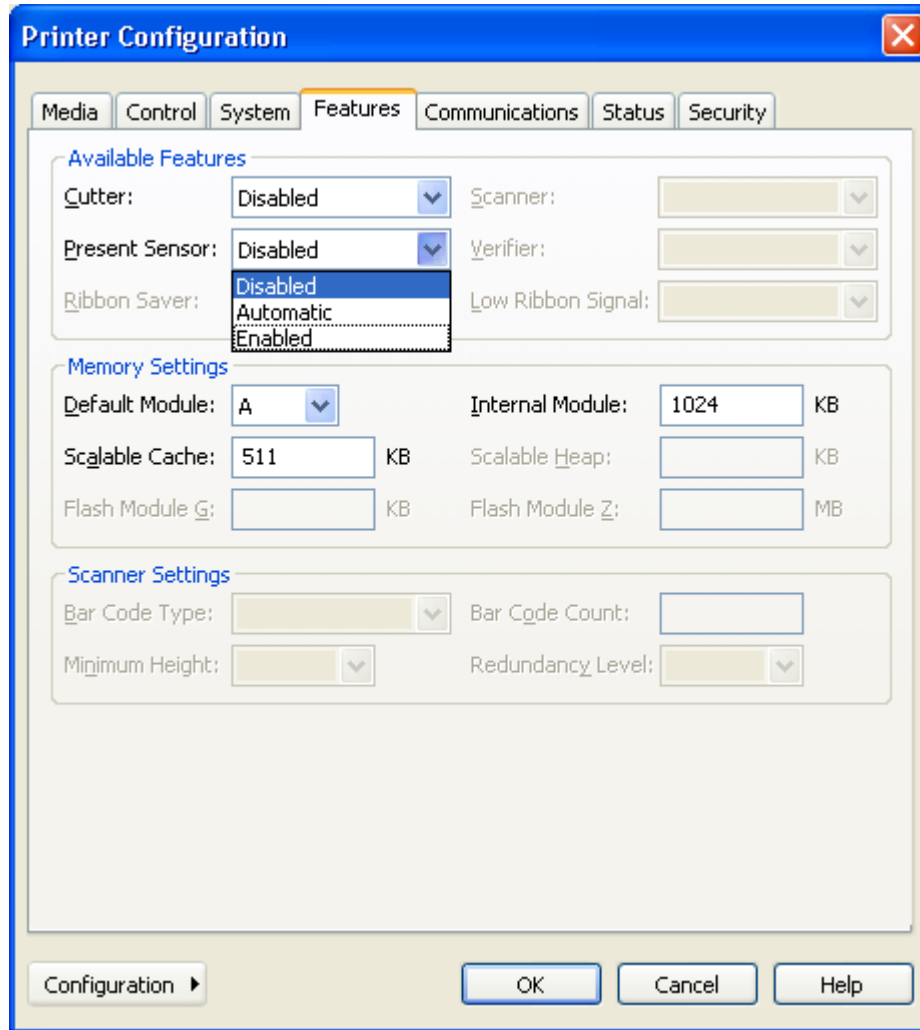 Printer Configuration
Media Control System Features Communications Status Security
Available Features
Cutter: Disabled Scanner:
Present Sensor: Disabled Verifier:
Disabled
Ribbon Saver: Low Ribbon Signal:
Automatic
Enabled
Memory Settings
Default Module: A Internal Module: 1024 KB
Scalable Cache: 511 KB Scalable Heap: KB
Flash Module G: KB Flash Module Z: MB
Scanner Settings
Bar Code Type: Bar Code Count:
Minimum Height: Redundancy Level:
Configuration OK Cancel Help